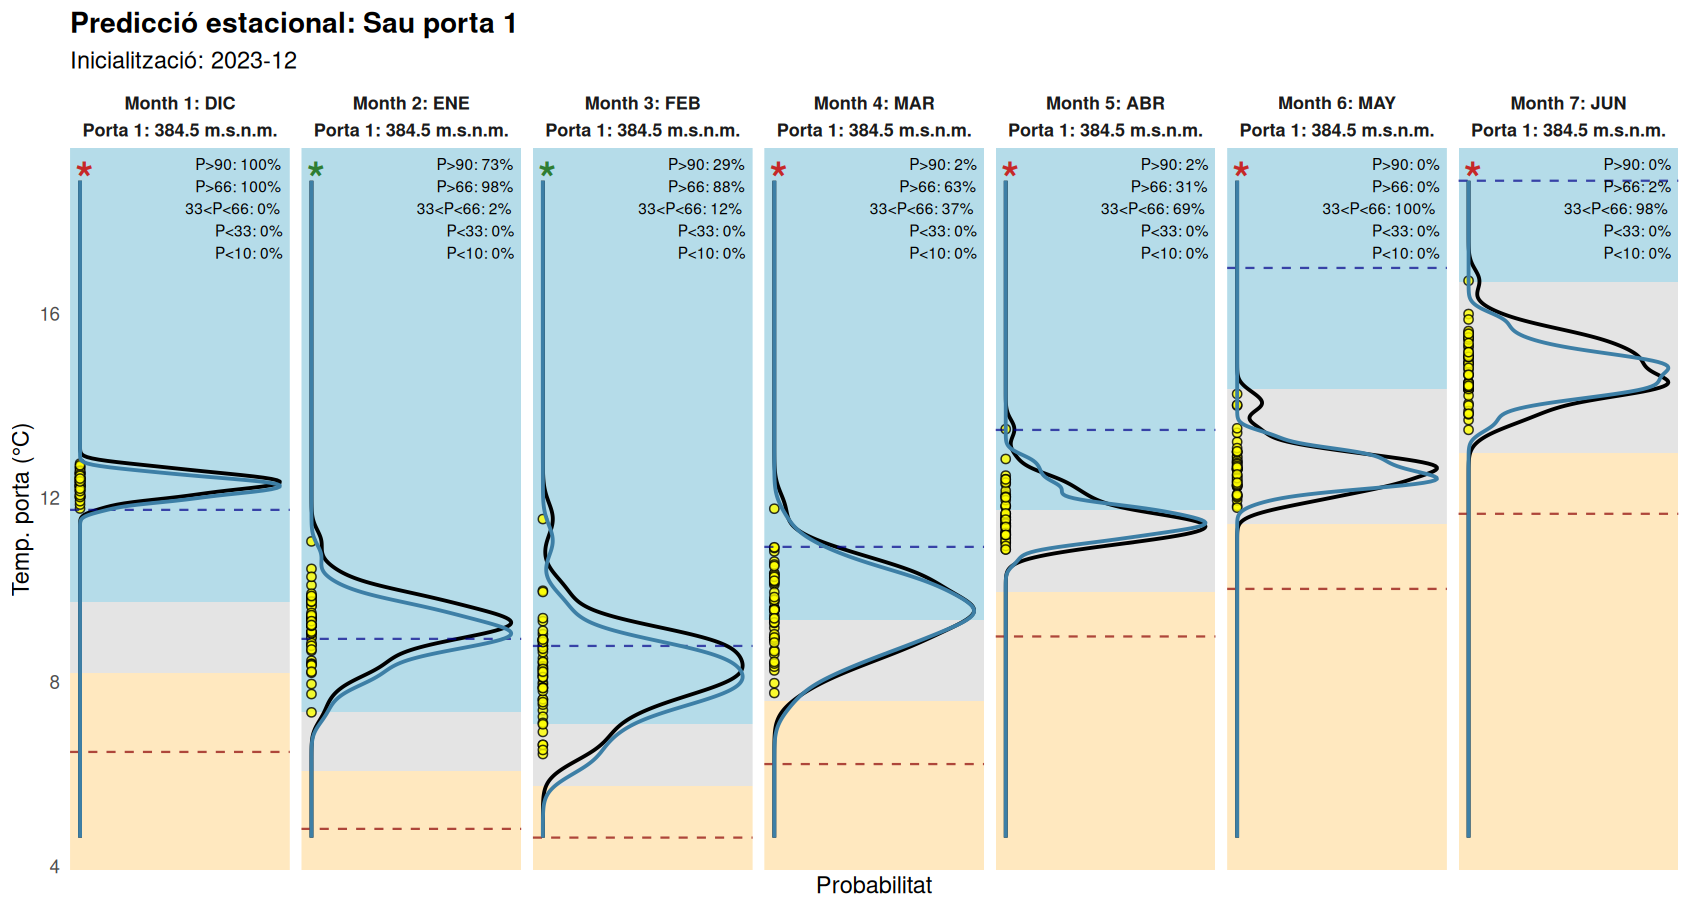 Predicció estacional: Sau porta 1
Inicialització: 2023-12
Month 1: DIC
Porta 1: 384.5 m.s.n.m.
Month 2: ENE
Porta 1: 384.5 m.s.n.m.
Month 3: FEB
Porta 1: 384.5 m.s.n.m.
Month 4: MAR
Porta 1: 384.5 m.s.n.m.
Month 5: ABR
Porta 1: 384.5 m.s.n.m.
Month 6: MAY
Porta 1: 384.5 m.s.n.m.
Month 7: JUN
Porta 1: 384.5 m.s.n.m.
*
P>90: 100%
P>66: 100%
33<P<66: 0%
P<33: 0%
P<10: 0%
*
P>90: 73%
P>66: 98%
33<P<66: 2%
P<33: 0%
P<10: 0%
*
P>90: 29%
P>66: 88%
33<P<66: 12%
P<33: 0%
P<10: 0%
*
P>90: 2%
P>66: 63%
33<P<66: 37%
P<33: 0%
P<10: 0%
*
P>90: 2%
P>66: 31%
33<P<66: 69%
P<33: 0%
P<10: 0%
*
P>90: 0%
P>66: 0%
33<P<66: 100%
P<33: 0%
P<10: 0%
*
P>90: 0%
P>66: 2%
33<P<66: 98%
P<33: 0%
P<10: 0%
Temp. porta (°C)
16
12
8
4
Probabilitat